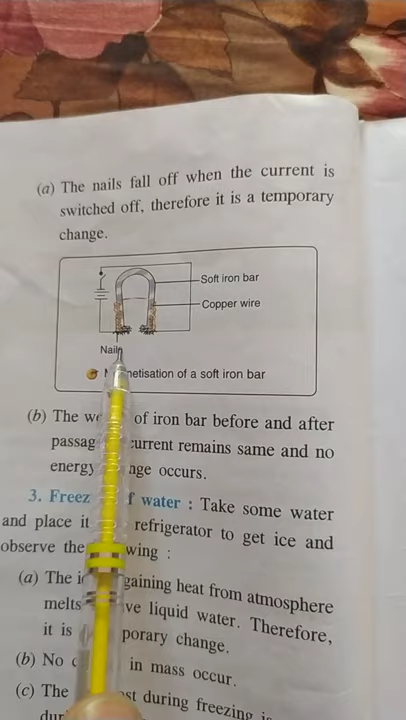 (a) The nails fall off when the current is
switched off, therefore it is a temporary
change.
Soft iron bar
Copper wire
Nails
netisation of a soft iron bar
(b) The of iron bar before and after
passag current remains same and no
energy nge occurs.
3. Freez f water : Take some water
and place it refrigerator to get ice and
observe the wing :
(a) The i gaining heat from atmosphere
melts ve liquid water. Therefore,
it is porary change.
(b) No in mass occur.
(c) The st during freezing is